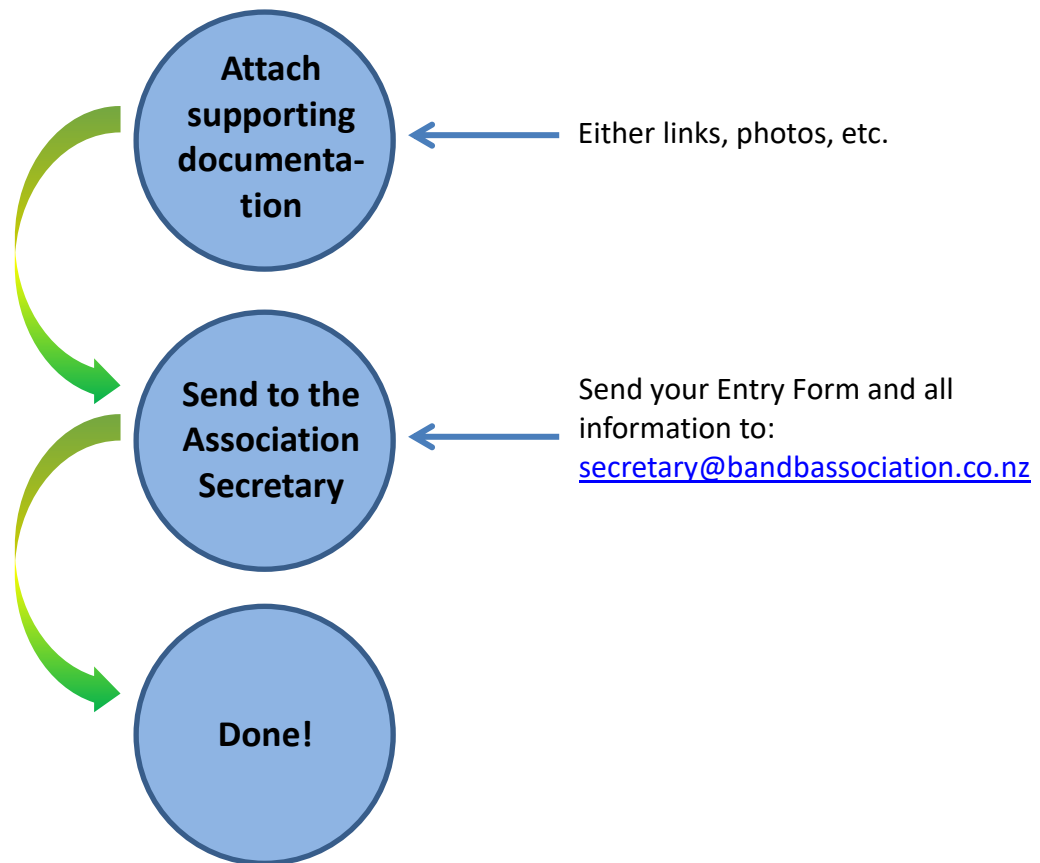 Attach
supporting
documenta-
tion
Either links, photos, etc.
Send to the
Association
Secretary
Send your Entry Form and all
information to:
secretary@bandbassociation.co.nz
Done!